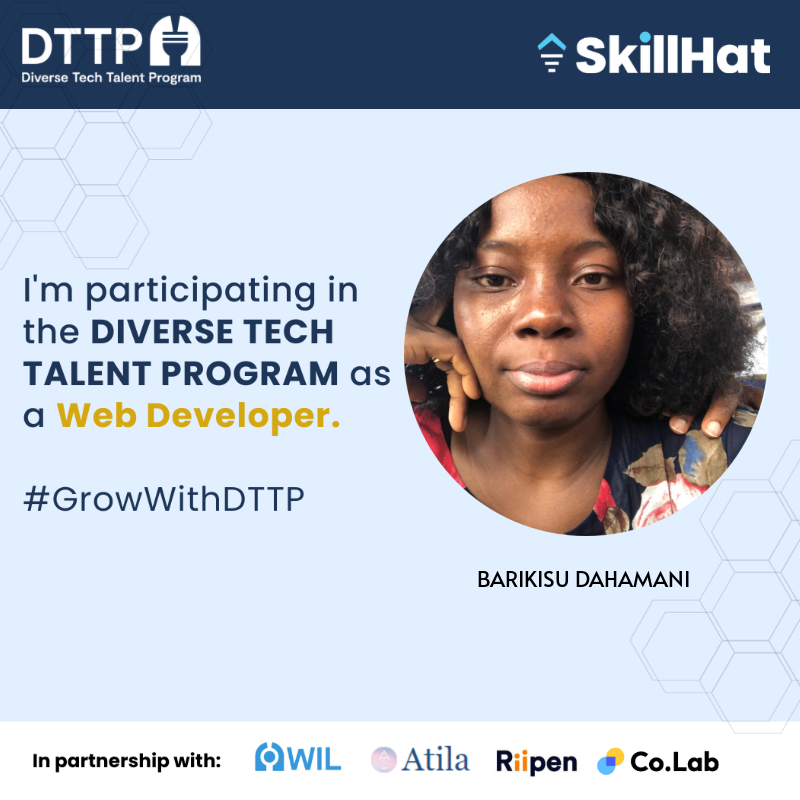 DTTP
Diverse Tech Talent Program
SkillHat
I'm participating in
the DIVERSE TECH
TALENT PROGRAM as
a Web Developer.
#GrowWithDTTP
BARIKISU DAHAMANI
In partnership with: WIL Atila Riipen Co.Lab